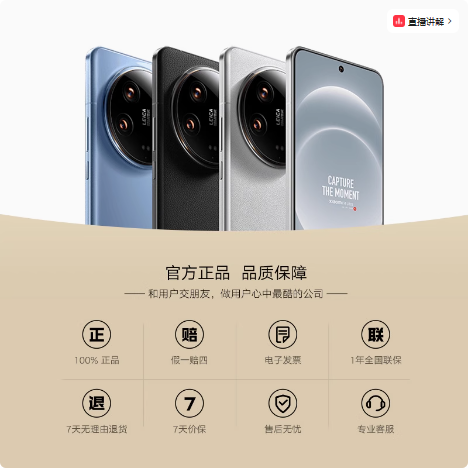 直播讲解
LEICA
LEICA
LEICA
CAPTURE
THE MOMENT
官方正品 品质保障
和用户交朋友，做用户心中最酷的公司
正 赔 联
100% 正品 假一赔四 电子发票 1年全国联保
退 7
7天无理由退货 7天价保 售后无忧 专业客服